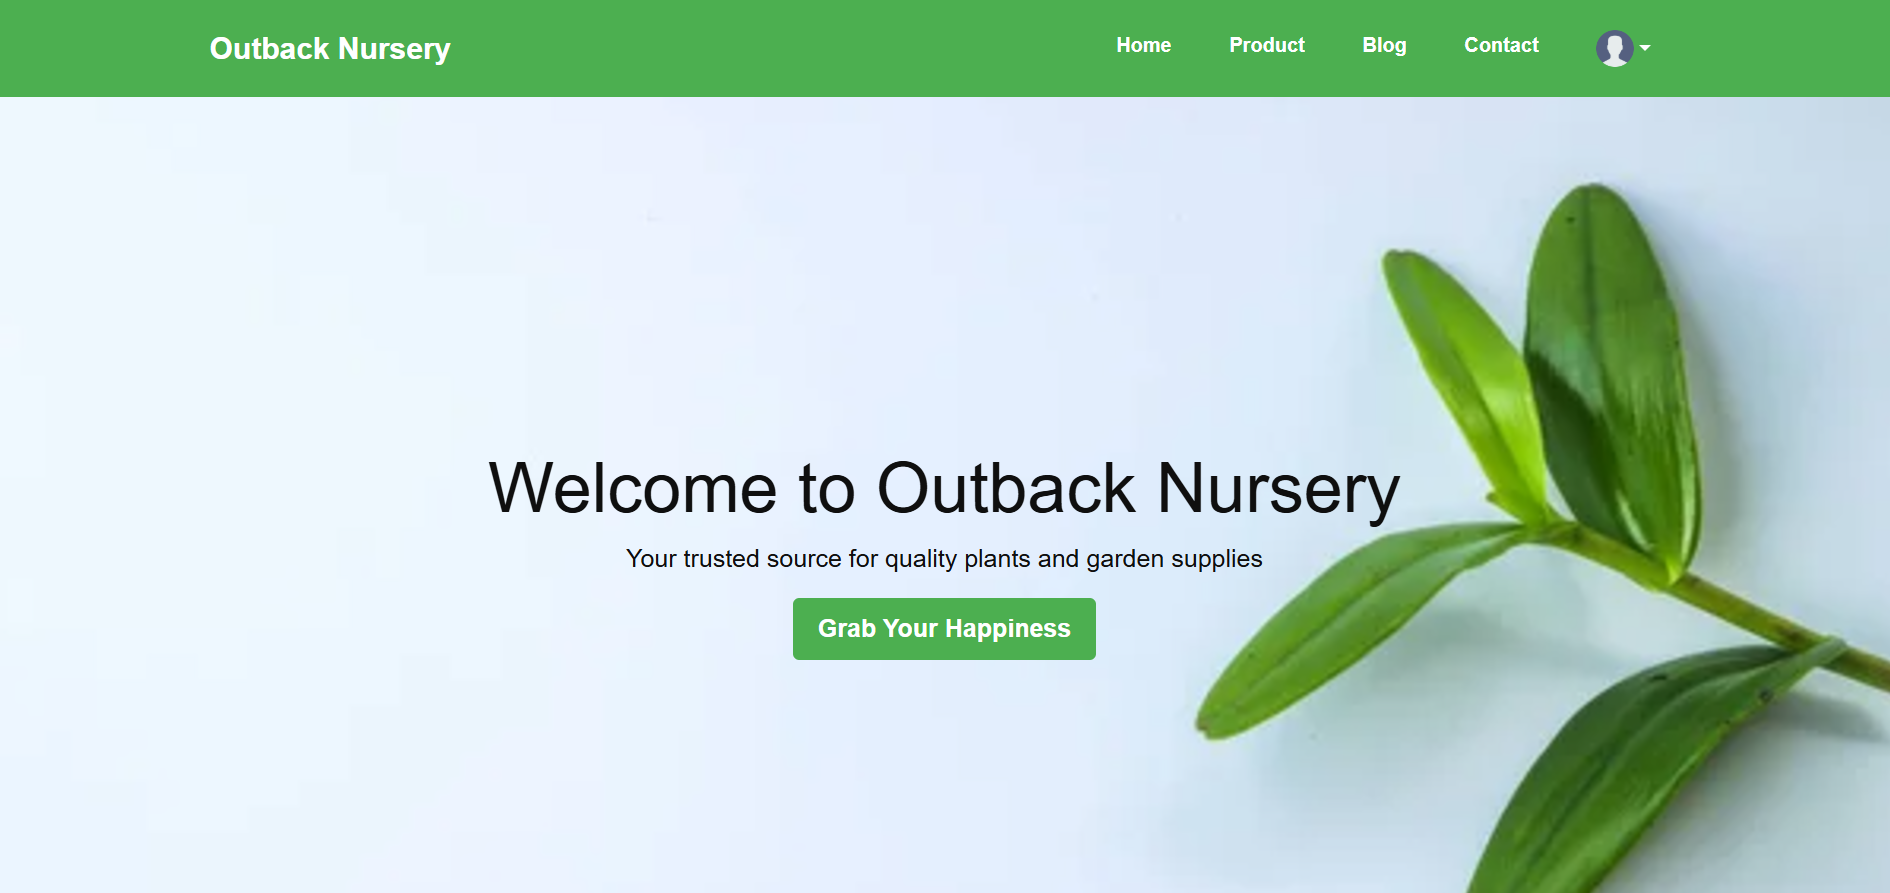 Outback Nursery
Home Product Blog Contact
Welcome to Outback Nursery
Your trusted source for quality plants and garden supplies
Grab Your Happiness